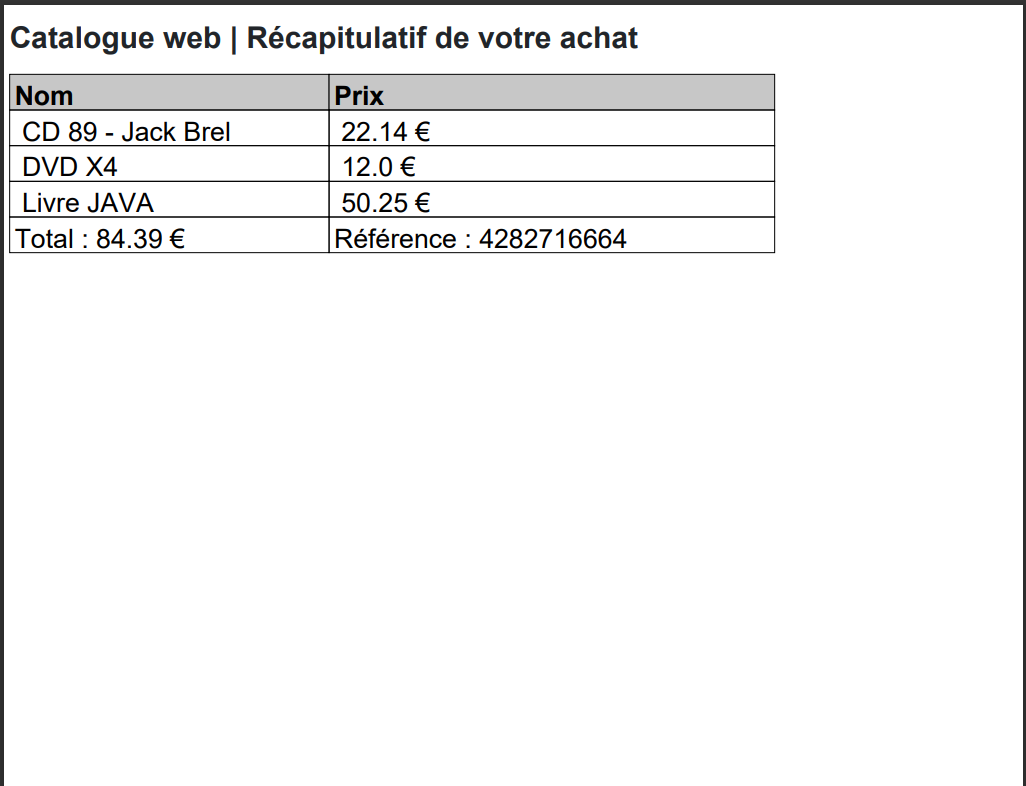 Catalogue web | Récapitulatif de votre achat
Nom Prix
CD 89 - Jack Brel 22.14 €
DVD X4 12.0 €
Livre JAVA 50.25 €
Total : 84.39 € Référence : 4282716664